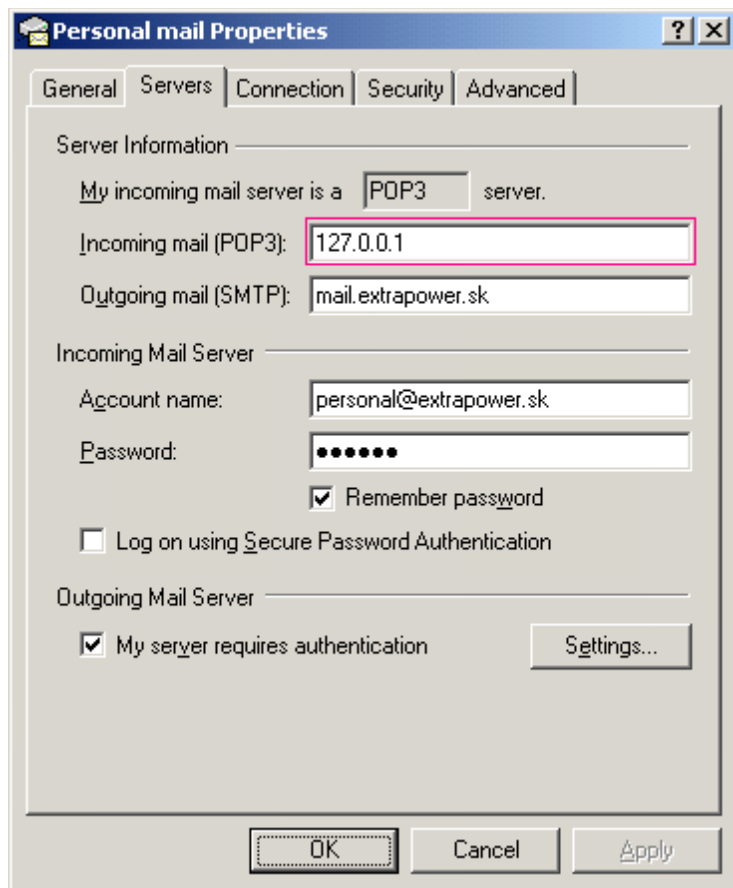 Personal mail Properties
General Servers Connection Security Advanced
Server Information
My incoming mail server is a POP3 server.
Incoming mail (POP3): 127.0.0.1
Outgoing mail (SMTP): mail.extrapower.sk
Incoming Mail Server
Account name: personal@extrapower.sk
Password: ●●●●●●
Remember password
Log on using Secure Password Authentication
Outgoing Mail Server
My server requires authentication Settings...
OK Cancel Apply